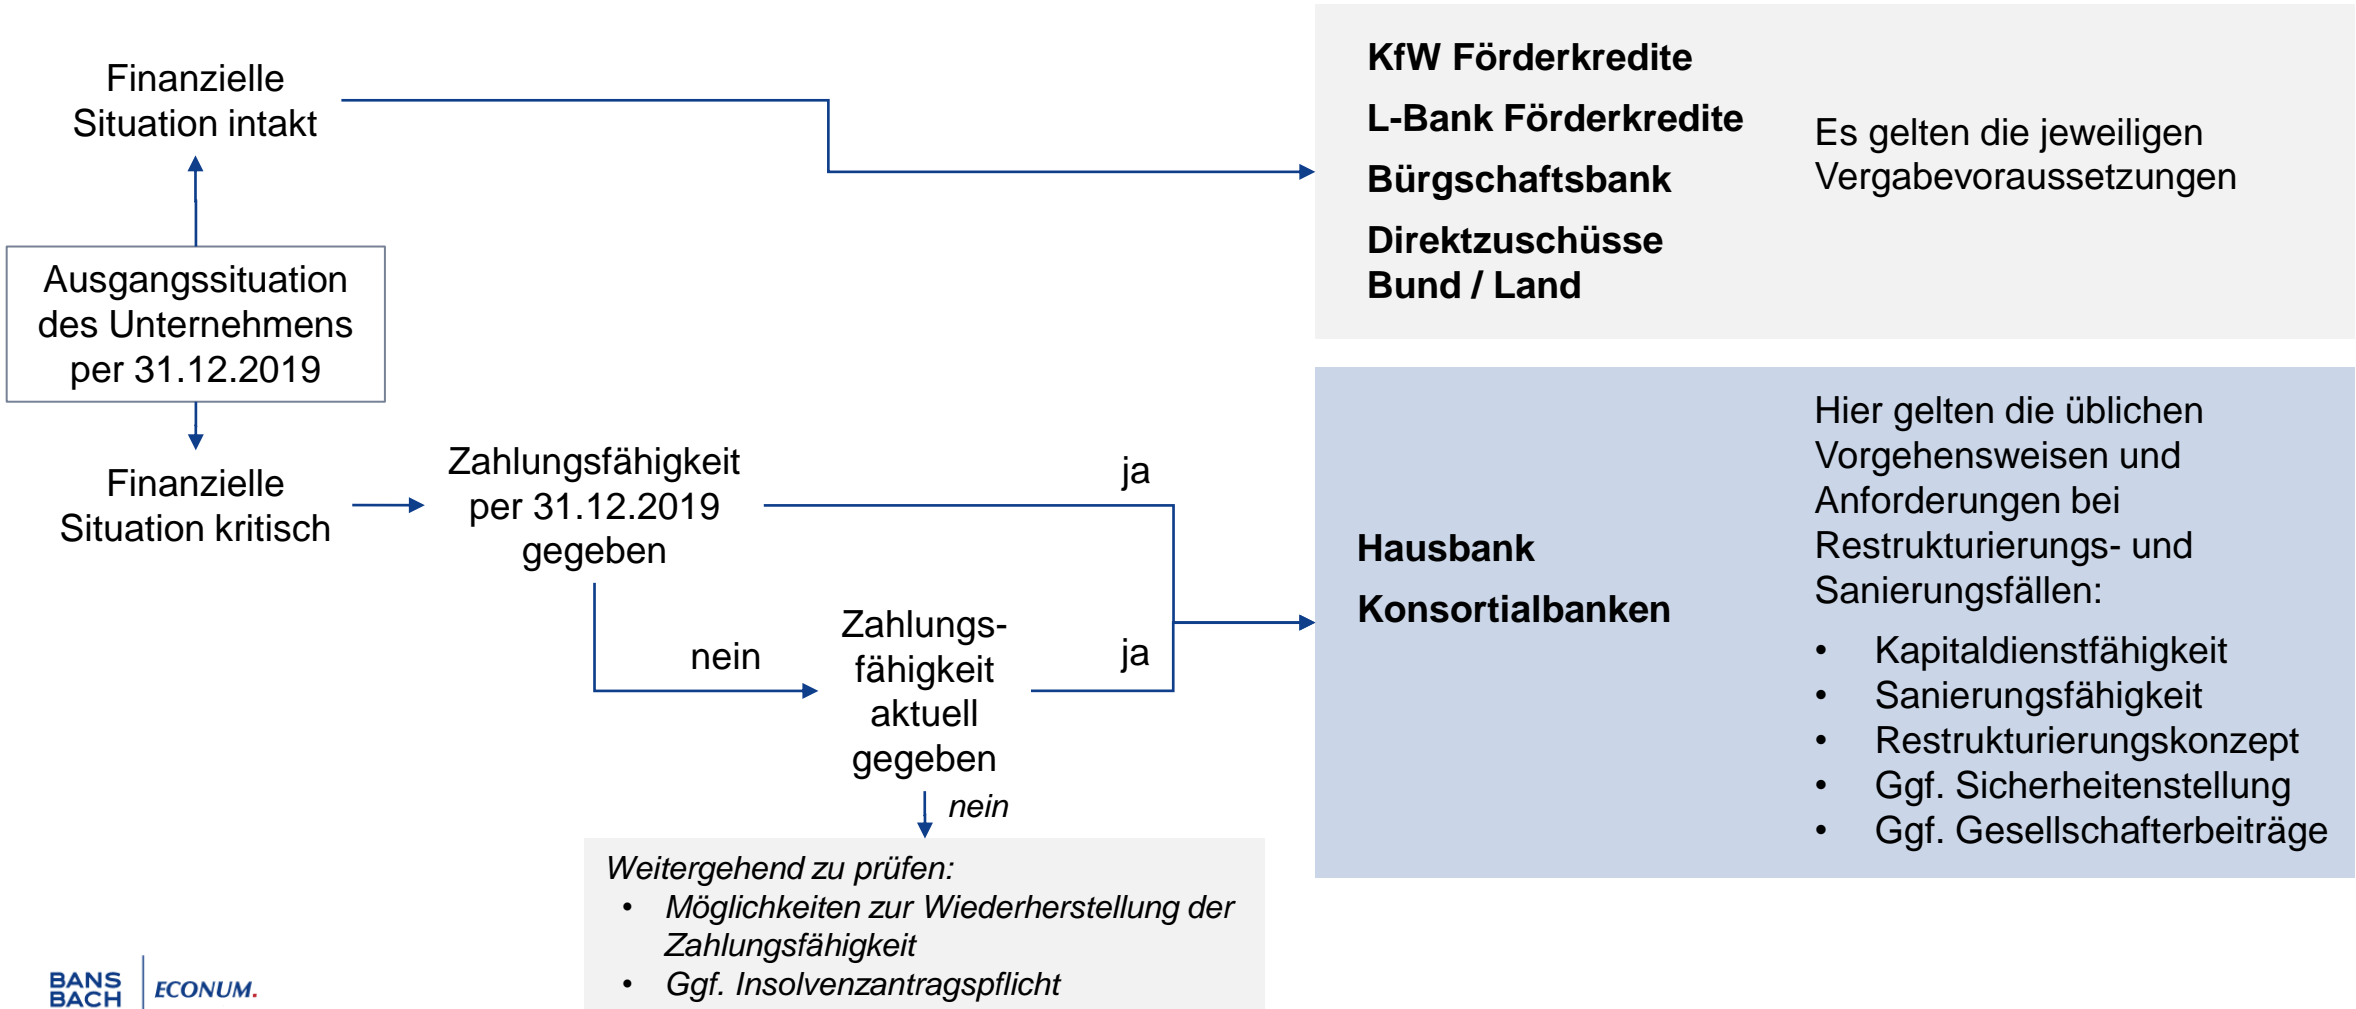 Finanzielle
Situation intakt
Ausgangssituation
des Unternehmens
per 31.12.2019
Finanzielle
Situation kritisch
Zahlungsfähigkeit
per 31.12.2019
gegeben
ja
nein
Zahlungs-
fähigkeit
aktuell
gegeben
ja
nein
Weitergehend zu prüfen:
• Möglichkeiten zur Wiederherstellung der
Zahlungsfähigkeit
• Ggf. Insolvenzantragspflicht
KfW Förderkredite
L-Bank Förderkredite
Bürgschaftsbank
Direktzuschüsse
Bund / Land
Es gelten die jeweiligen
Vergabevoraussetzungen
Hausbank
Konsortialbanken
Hier gelten die üblichen
Vorgehensweisen und
Anforderungen bei
Restrukturierungs- und
Sanierungsfällen:
• Kapitaldienstfähigkeit
• Sanierungsfähigkeit
• Restrukturierungskonzept
• Ggf. Sicherheitenstellung
• Ggf. Gesellschafterbeiträge
BANS
BACH
ECONUM.